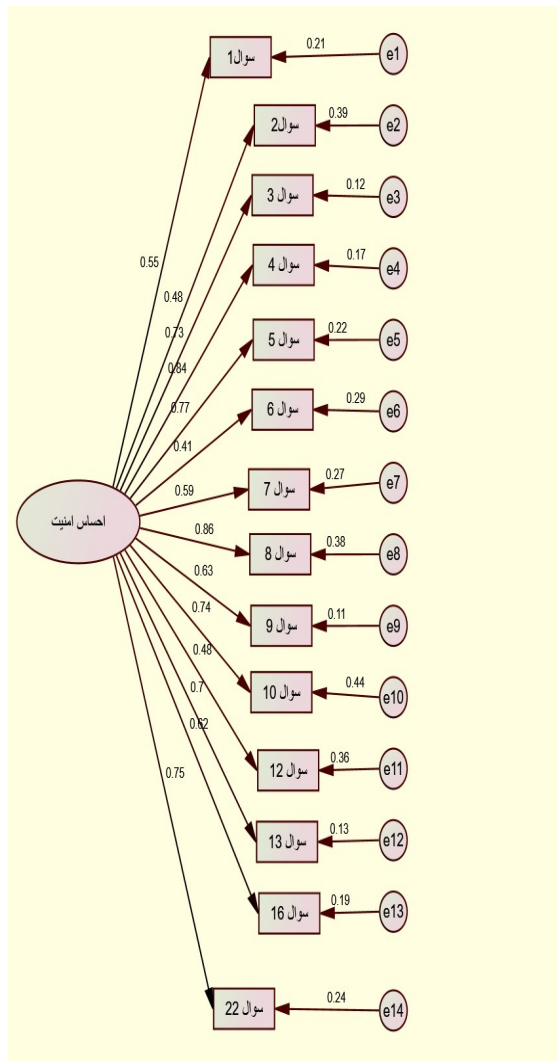 سوال1
0.21
e1
سوال2
0.39
e2
سوال 3
0.12
e3
سوال 4
0.17
e4
سوال 5
0.22
e5
سوال 6
0.29
e6
سوال 7
0.27
e7
سوال 8
0.38
e8
سوال 9
0.11
e9
سوال 10
0.44
e10
سوال 12
0.36
e11
سوال 13
0.13
e12
سوال 16
0.19
e13
سوال 22
0.24
e14
احساس امنیت
0.55
0.48
0.73
0.84
0.77
0.41
0.59
0.86
0.63
0.74
0.48
0.7
0.62
0.75